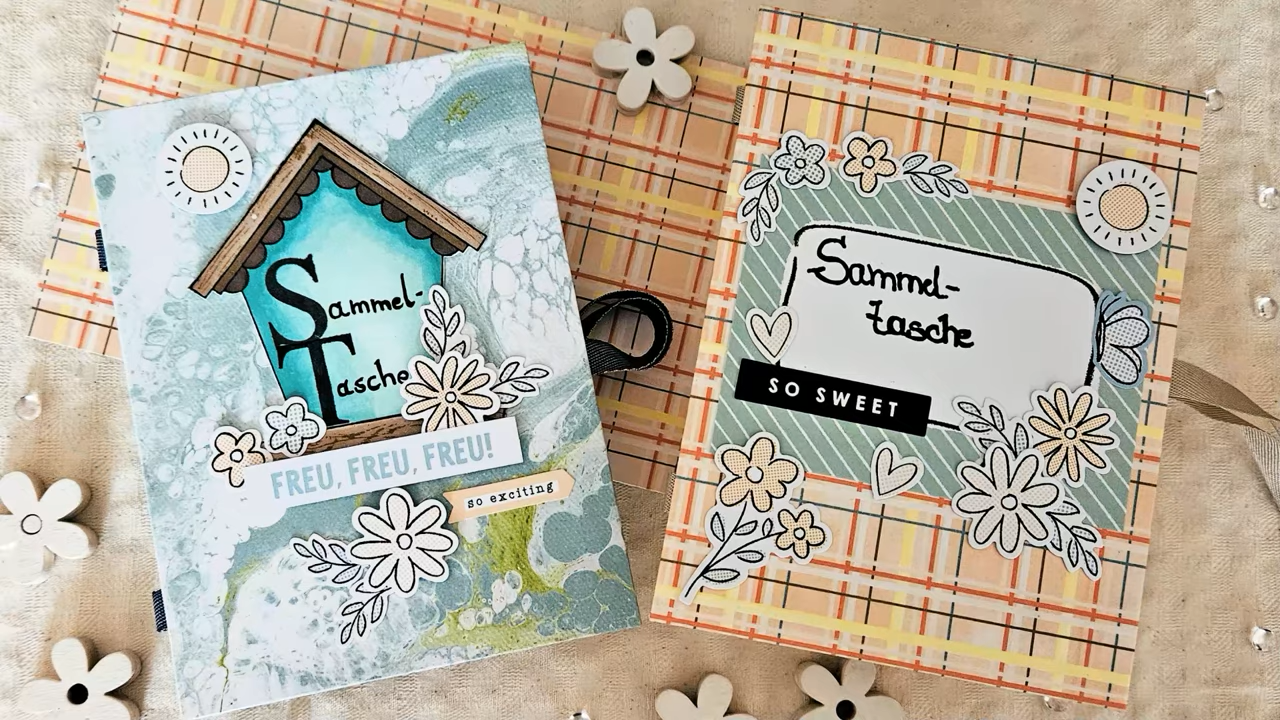 Sammel-
Tasche
FREU, FREU, FREU!
so exciting
Sammel-
tasche
SO SWEET